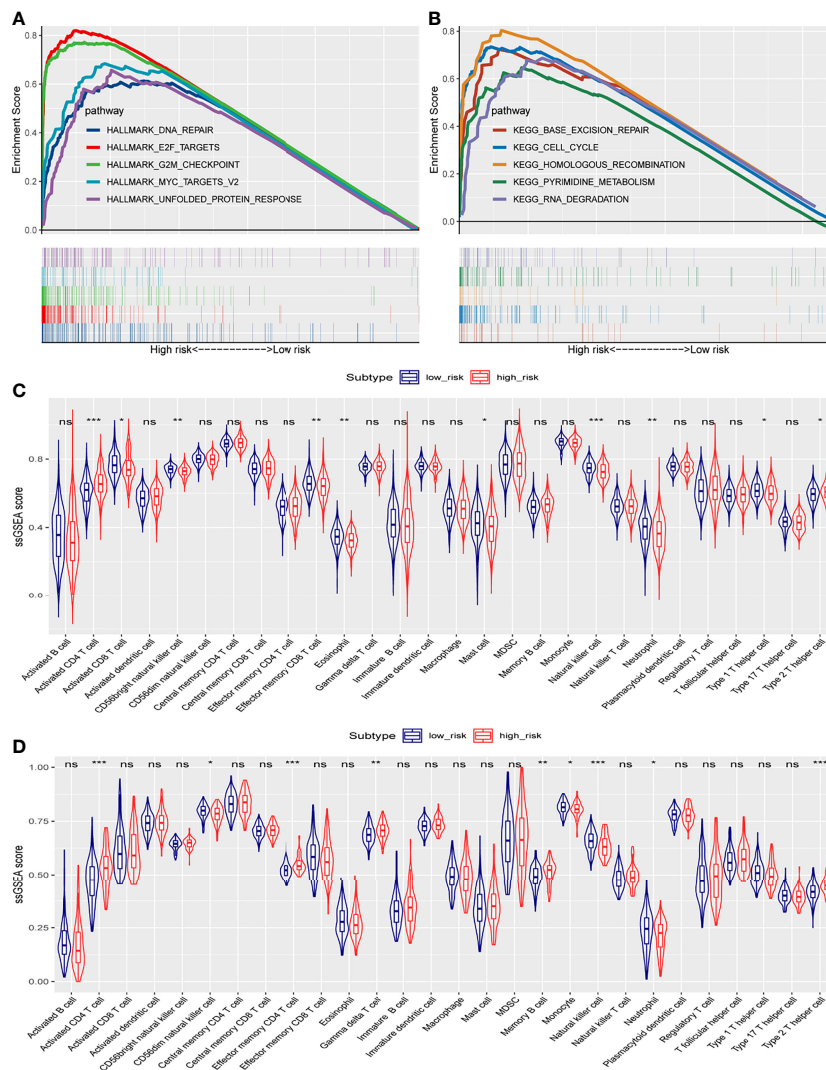 A
B
0.8
0.6
0.4
0.2
0.0
Enrichment Score
pathway
HALLMARK_DNA_REPAIR
HALLMARK_E2F_TARGETS
HALLMARK_G2M_CHECKPOINT
HALLMARK_MYC_TARGETS_V2
HALLMARK_UNFOLDED_PROTEIN_RESPONSE
High risk<------------->Low risk
0.8
0.6
0.4
0.2
0.0
Enrichment Score
pathway
KEGG_BASE_EXCISION_REPAIR
KEGG_CELL_CYCLE
KEGG_HOMOLOGOUS_RECOMBINATION
KEGG_PYRIMIDINE_METABOLISM
KEGG_RNA_DEGRADATION
High risk<------------->Low risk
C
Subtype low_risk high_risk
ns *** * ns ** ns ns ns ns ** ** ns ns ns ns * ns ns ns *** ns ** ns ns ns * ns *
0.8
0.4
0.0
ssGSEA score
Activated B cell
Activated CD4 T cell
Activated CD8 T cell
Activated dendritic cell
CD56bright natural killer cell
CD56dim natural killer cell
Central memory CD4 T cell
Central memory CD8 T cell
Effector memory CD4 T cell
Effector memory CD8 T cell
Eosinophil
Gamma delta T cell
Immature B cell
Immature dendritic cell
Macrophage
Mast cell
MDSC
Memory B cell
Monocyte
Natural killer cell
Natural killer T cell
Neutrophil
Plasmacytoid dendritic cell
Regulatory T cell
T follicular helper cell
Type 1 T helper cell
Type 17 T helper cell
Type 2 T helper cell
D
Subtype low_risk high_risk
ns *** ns ns ns * ns ns *** ns ns ** ns ns ns ns ns ** * *** ns * ns ns ns ns ns ***
1.00
0.75
0.50
0.25
0.00
ssGSEA score
Activated B cell
Activated CD4 T cell
Activated CD8 T cell
Activated dendritic cell
CD56bright natural killer cell
CD56dim natural killer cell
Central memory CD4 T cell
Central memory CD8 T cell
Effector memory CD4 T cell
Effector memory CD8 T cell
Eosinophil
Gamma delta T cell
Immature B cell
Immature dendritic cell
Macrophage
Mast cell
MDSC
Memory B cell
Monocyte
Natural killer cell
Natural killer T cell
Neutrophil
Plasmacytoid dendritic cell
Regulatory T cell
T follicular helper cell
Type 1 T helper cell
Type 17 T helper cell
Type 2 T helper cell